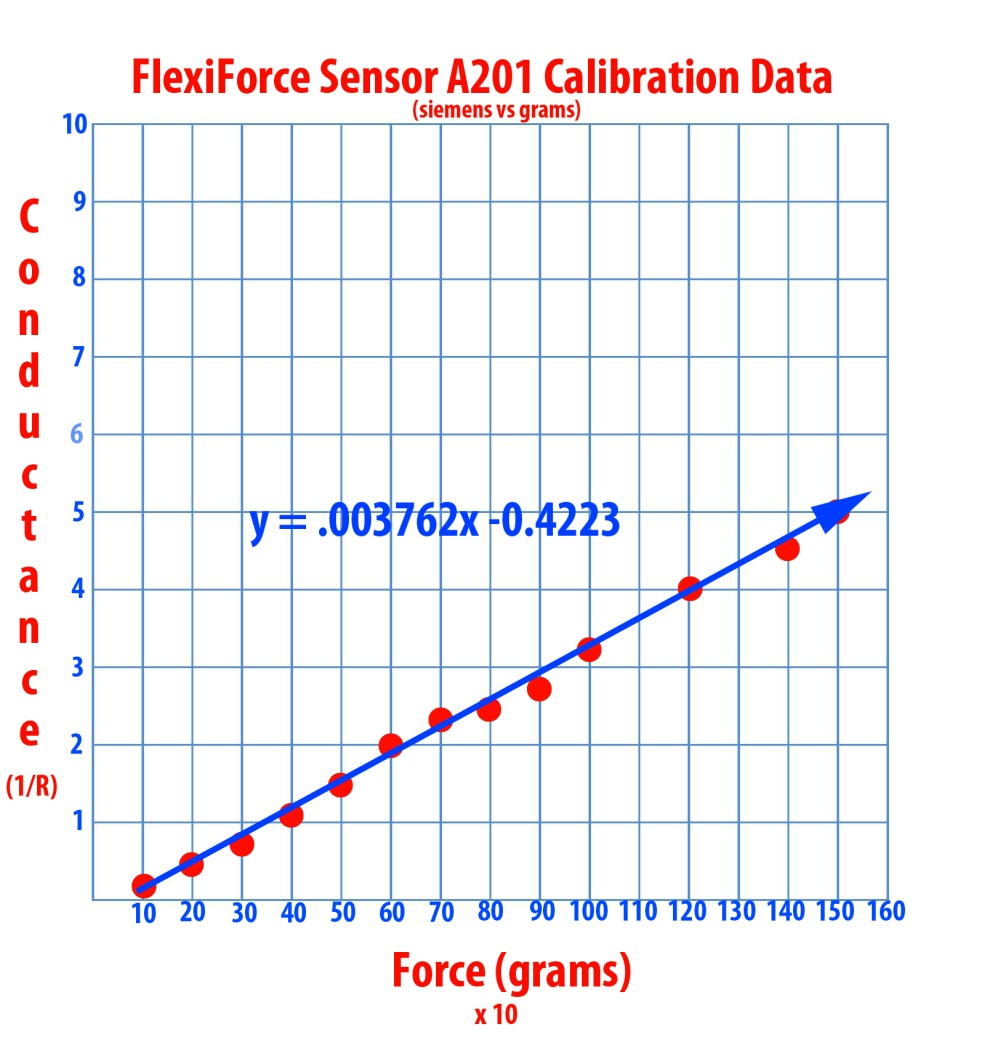 FlexiForce Sensor A201 Calibration Data
(siemens vs grams)
Conductance
(1/R)
10
9
8
7
6
5
4
3
2
1
y = .003762x -0.4223
10 20 30 40 50 60 70 80 90 100 110 120 130 140 150 160
Force (grams)
x 10